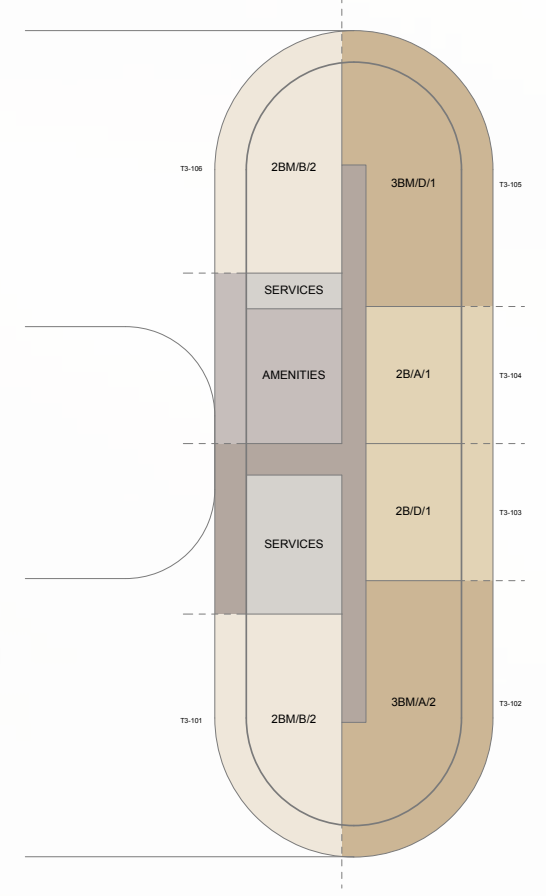 2BM/B/2
T3-106
3BM/D/1
T3-105
SERVICES
AMENITIES
2B/A/1
T3-104
2B/D/1
T3-103
SERVICES
3BM/A/2
T3-102
T3-101
2BM/B/2